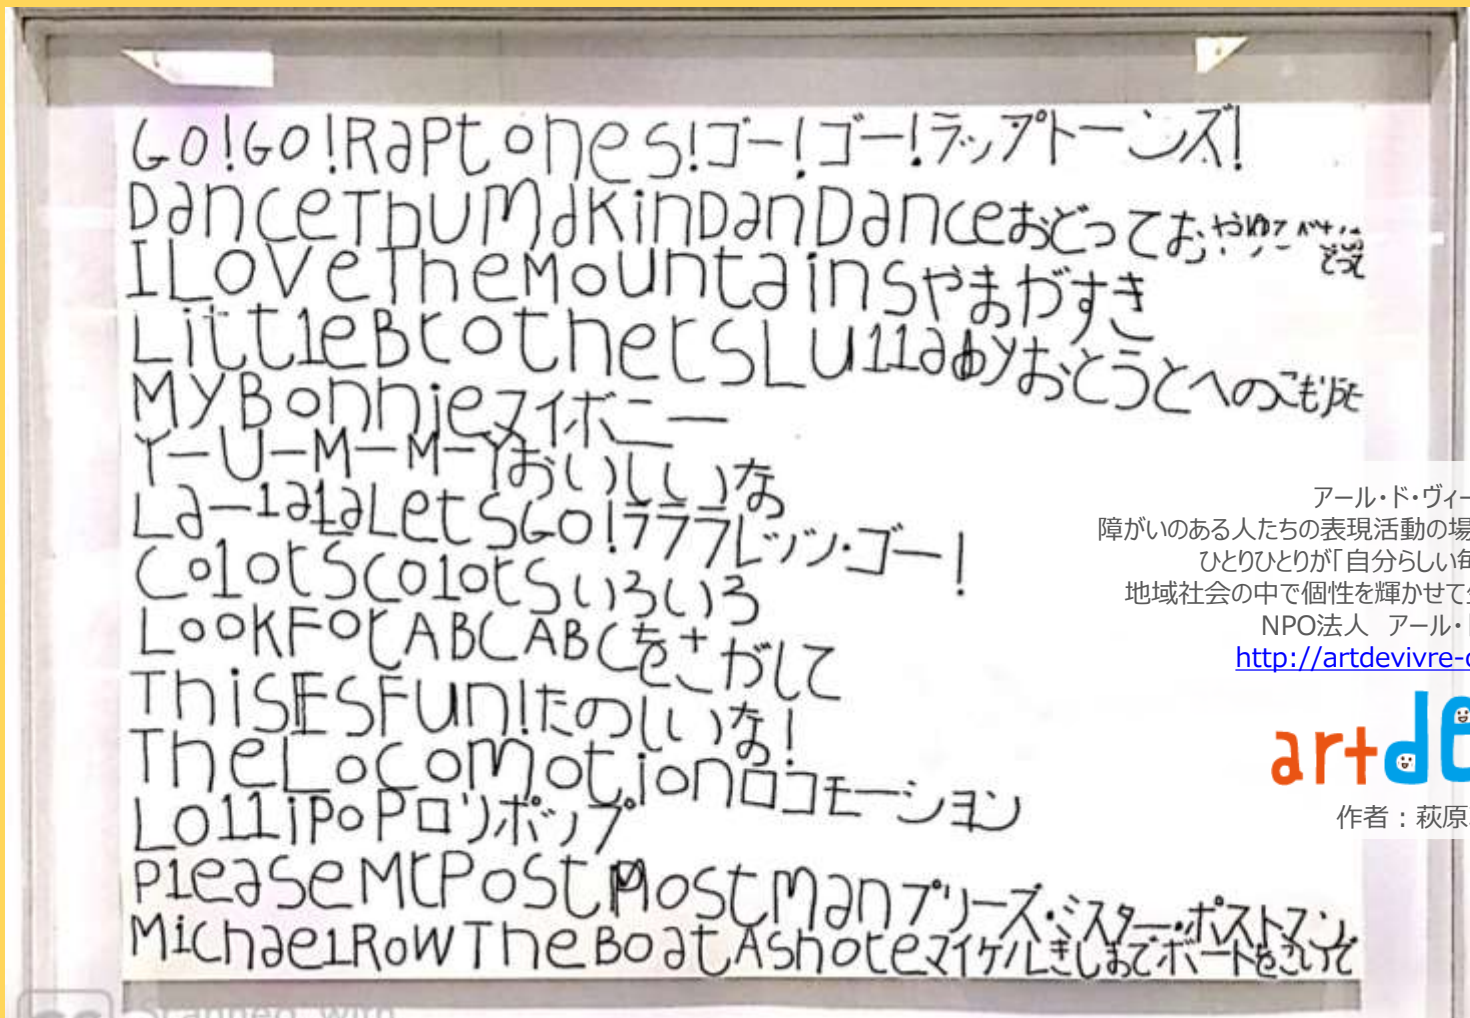 GO!GO!RaPtones!ゴー!ゴー!ラップトーンズ!
DanceThuMaKinDanDanceおどってお
ILoveTheMountainsやまがすき
LittleBrothersLullabyおとうとへのこもりうた
MYBonnieマイボニー
Y-U-M-M-Yおいしいな
La-lalaLetsGO!ラララレッツ・ゴー!
ColorsColorsいろいろ
LooKForABCABCをさがして
ThisESFun!たのしいな!
TheLocomotionロコモーション
LolliPoPロリポップ
PleaseMrPostMostmanプリーズ・ミスター・ポストマン
MichaelRowTheBoatAshoreマイケルきしまでボートをこいで
アール・ド・ヴィー
障がいのある人たちの表現活動の場
ひとりひとりが「自分らしい毎
地域社会の中で個性を輝かせて
NPO法人 アール・
http://artdevivre-
artde
作者：萩原
Scanned with